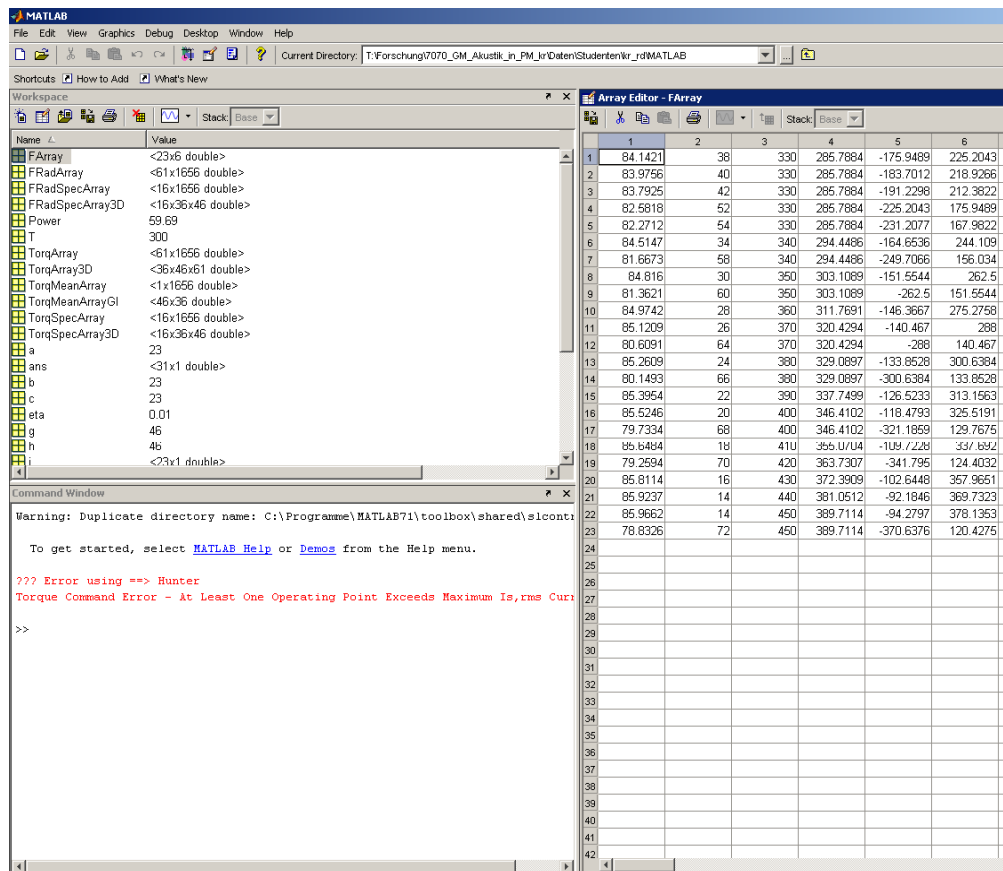 MATLAB
File Edit View Graphics Debug Desktop Window Help
Current Directory: T:\Forschung\7070_GM_Akustik_in_PM_kr\Daten\Studenten\kr_rd\MATLAB
Shortcuts How to Add What's New
Workspace
Stack: Base
Name Value
FArray <23x6 double>
FRadArray <61x1656 double>
FRadSpecArray <16x1656 double>
FRadSpecArray3D <16x36x46 double>
Power 59.69
T 300
TorqArray <61x1656 double>
TorqArray3D <36x46x61 double>
TorqMeanArray <1x1656 double>
TorqMeanArrayGl <46x36 double>
TorqSpecArray <16x1656 double>
TorqSpecArray3D <16x36x46 double>
a 23
ans <31x1 double>
b 23
c 23
eta 0.01
g 46
h 46
i <23x1 double>
Command Window
Warning: Duplicate directory name: C:\Programme\MATLAB71\toolbox\shared\slcontr
To get started, select MATLAB Help or Demos from the Help menu.
??? Error using ==> Hunter
Torque Command Error - At Least One Operating Point Exceeds Maximum Is,rms Curr
>>
Array Editor - FArray
Stack: Base
1 2 3 4 5 6
1 84.1421 38 330 285.7884 -175.9489 225.2043
2 83.9756 40 330 285.7884 -183.7012 218.9266
3 83.7925 42 330 285.7884 -191.2298 212.3822
4 82.5818 52 330 285.7884 -225.2043 175.9489
5 82.2712 54 330 285.7884 -231.2077 167.9822
6 84.5147 34 340 294.4486 -164.6536 244.109
7 81.6673 58 340 294.4486 -249.7066 156.034
8 84.816 30 350 303.1089 -151.5544 262.5
9 81.3621 60 350 303.1089 -262.5 151.5544
10 84.9742 28 360 311.7691 -146.3667 275.2758
11 85.1209 26 370 320.4294 -140.467 288
12 80.6091 64 370 320.4294 -288 140.467
13 85.2609 24 380 329.0897 -133.8528 300.6384
14 80.1493 66 380 329.0897 -300.6384 133.8528
15 85.3954 22 390 337.7499 -126.5233 313.1563
16 85.5246 20 400 346.4102 -118.4793 325.5191
17 79.7334 68 400 346.4102 -321.1859 129.7675
18 85.6484 18 410 355.0704 -109.7228 337.692
19 79.2594 70 420 363.7307 -341.795 124.4032
20 85.8114 16 430 372.3909 -102.6448 357.9651
21 85.9237 14 440 381.0512 -92.1846 369.7323
22 85.9662 14 450 389.7114 -94.2797 378.1353
23 78.8326 72 450 389.7114 -370.6376 120.4275
24
25
26
27
28
29
30
31
32
33
34
35
36
37
38
39
40
41
42